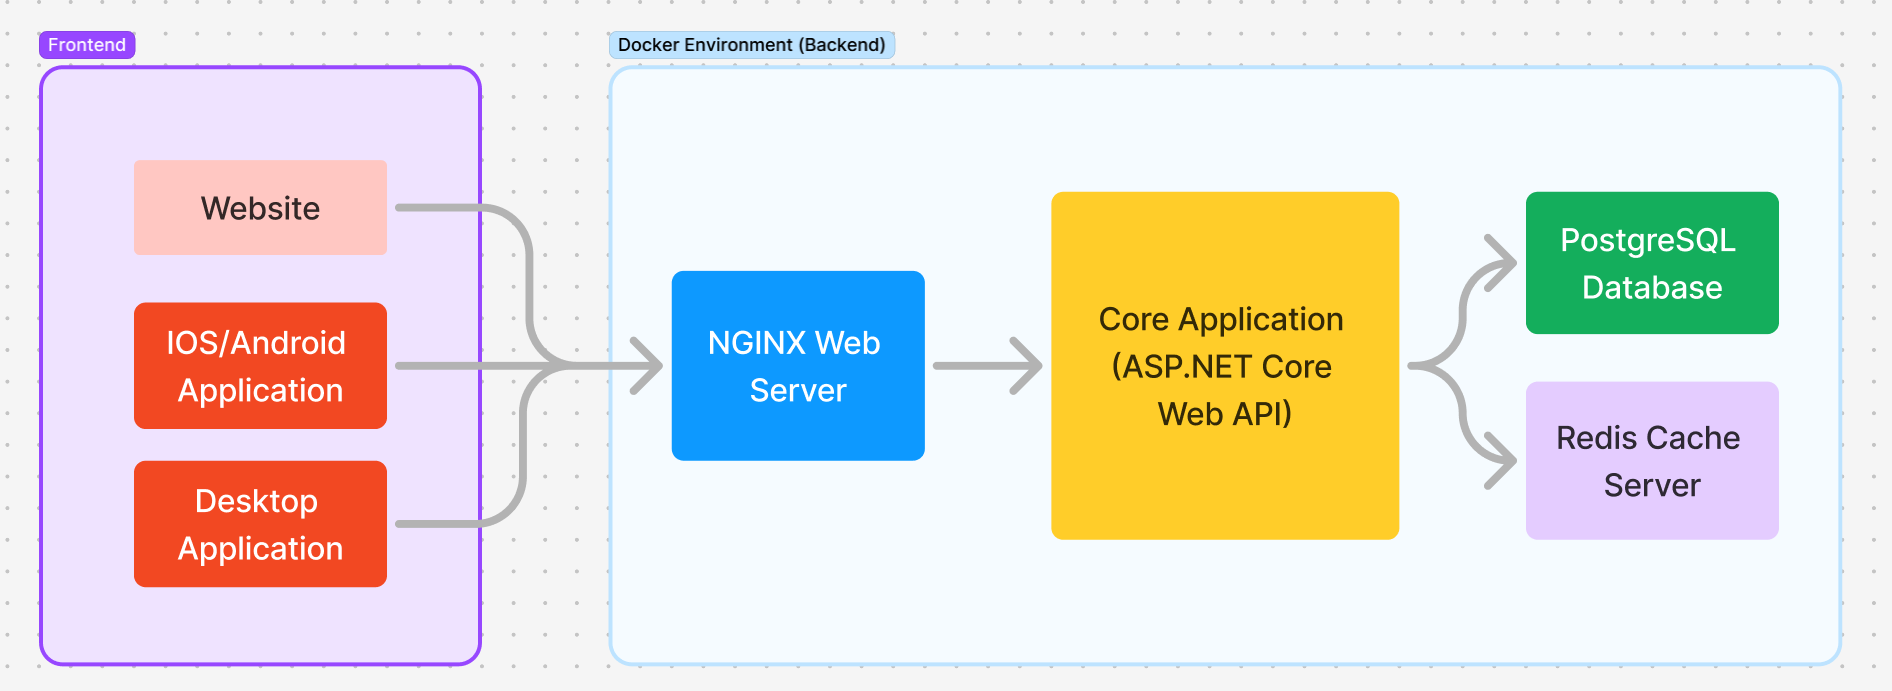 Frontend
Docker Environment (Backend)
Website
IOS/Android
Application
Desktop
Application
NGINX Web
Server
Core Application
(ASP.NET Core
Web API)
PostgreSQL
Database
Redis Cache
Server